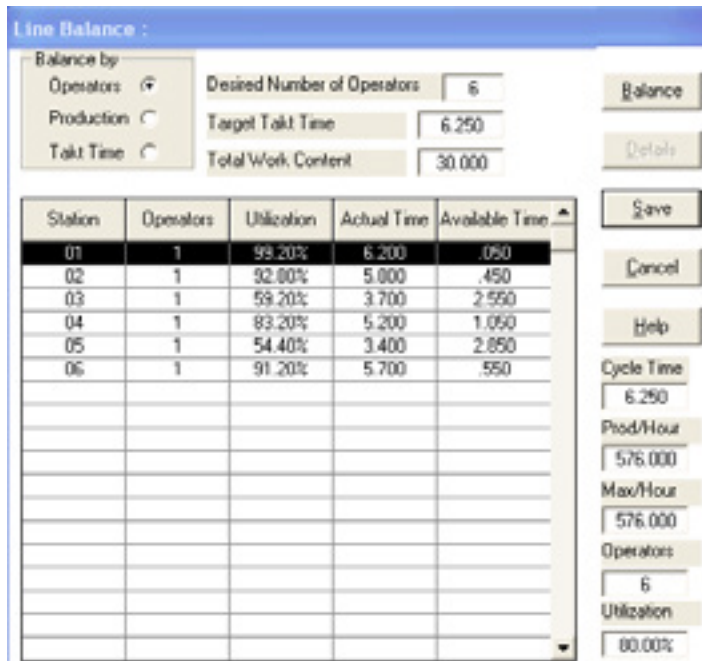 Line Balance :
Balance by
Operators
Production
Takt Time
Desired Number of Operators 6
Target Takt Time 6.250
Total Work Content 30.000
Balance
Details
Save
Cancel
Help
Station Operators Utilization Actual Time Available Time
01 1 99.20% 6.200 .050
02 1 92.00% 5.800 .450
03 1 59.20% 3.700 2.550
04 1 83.20% 5.200 1.050
05 1 54.40% 3.400 2.850
06 1 91.20% 5.700 .550
Cycle Time
6.250
Prod/Hour
576.000
Max/Hour
576.000
Operators
6
Utilization
80.00%